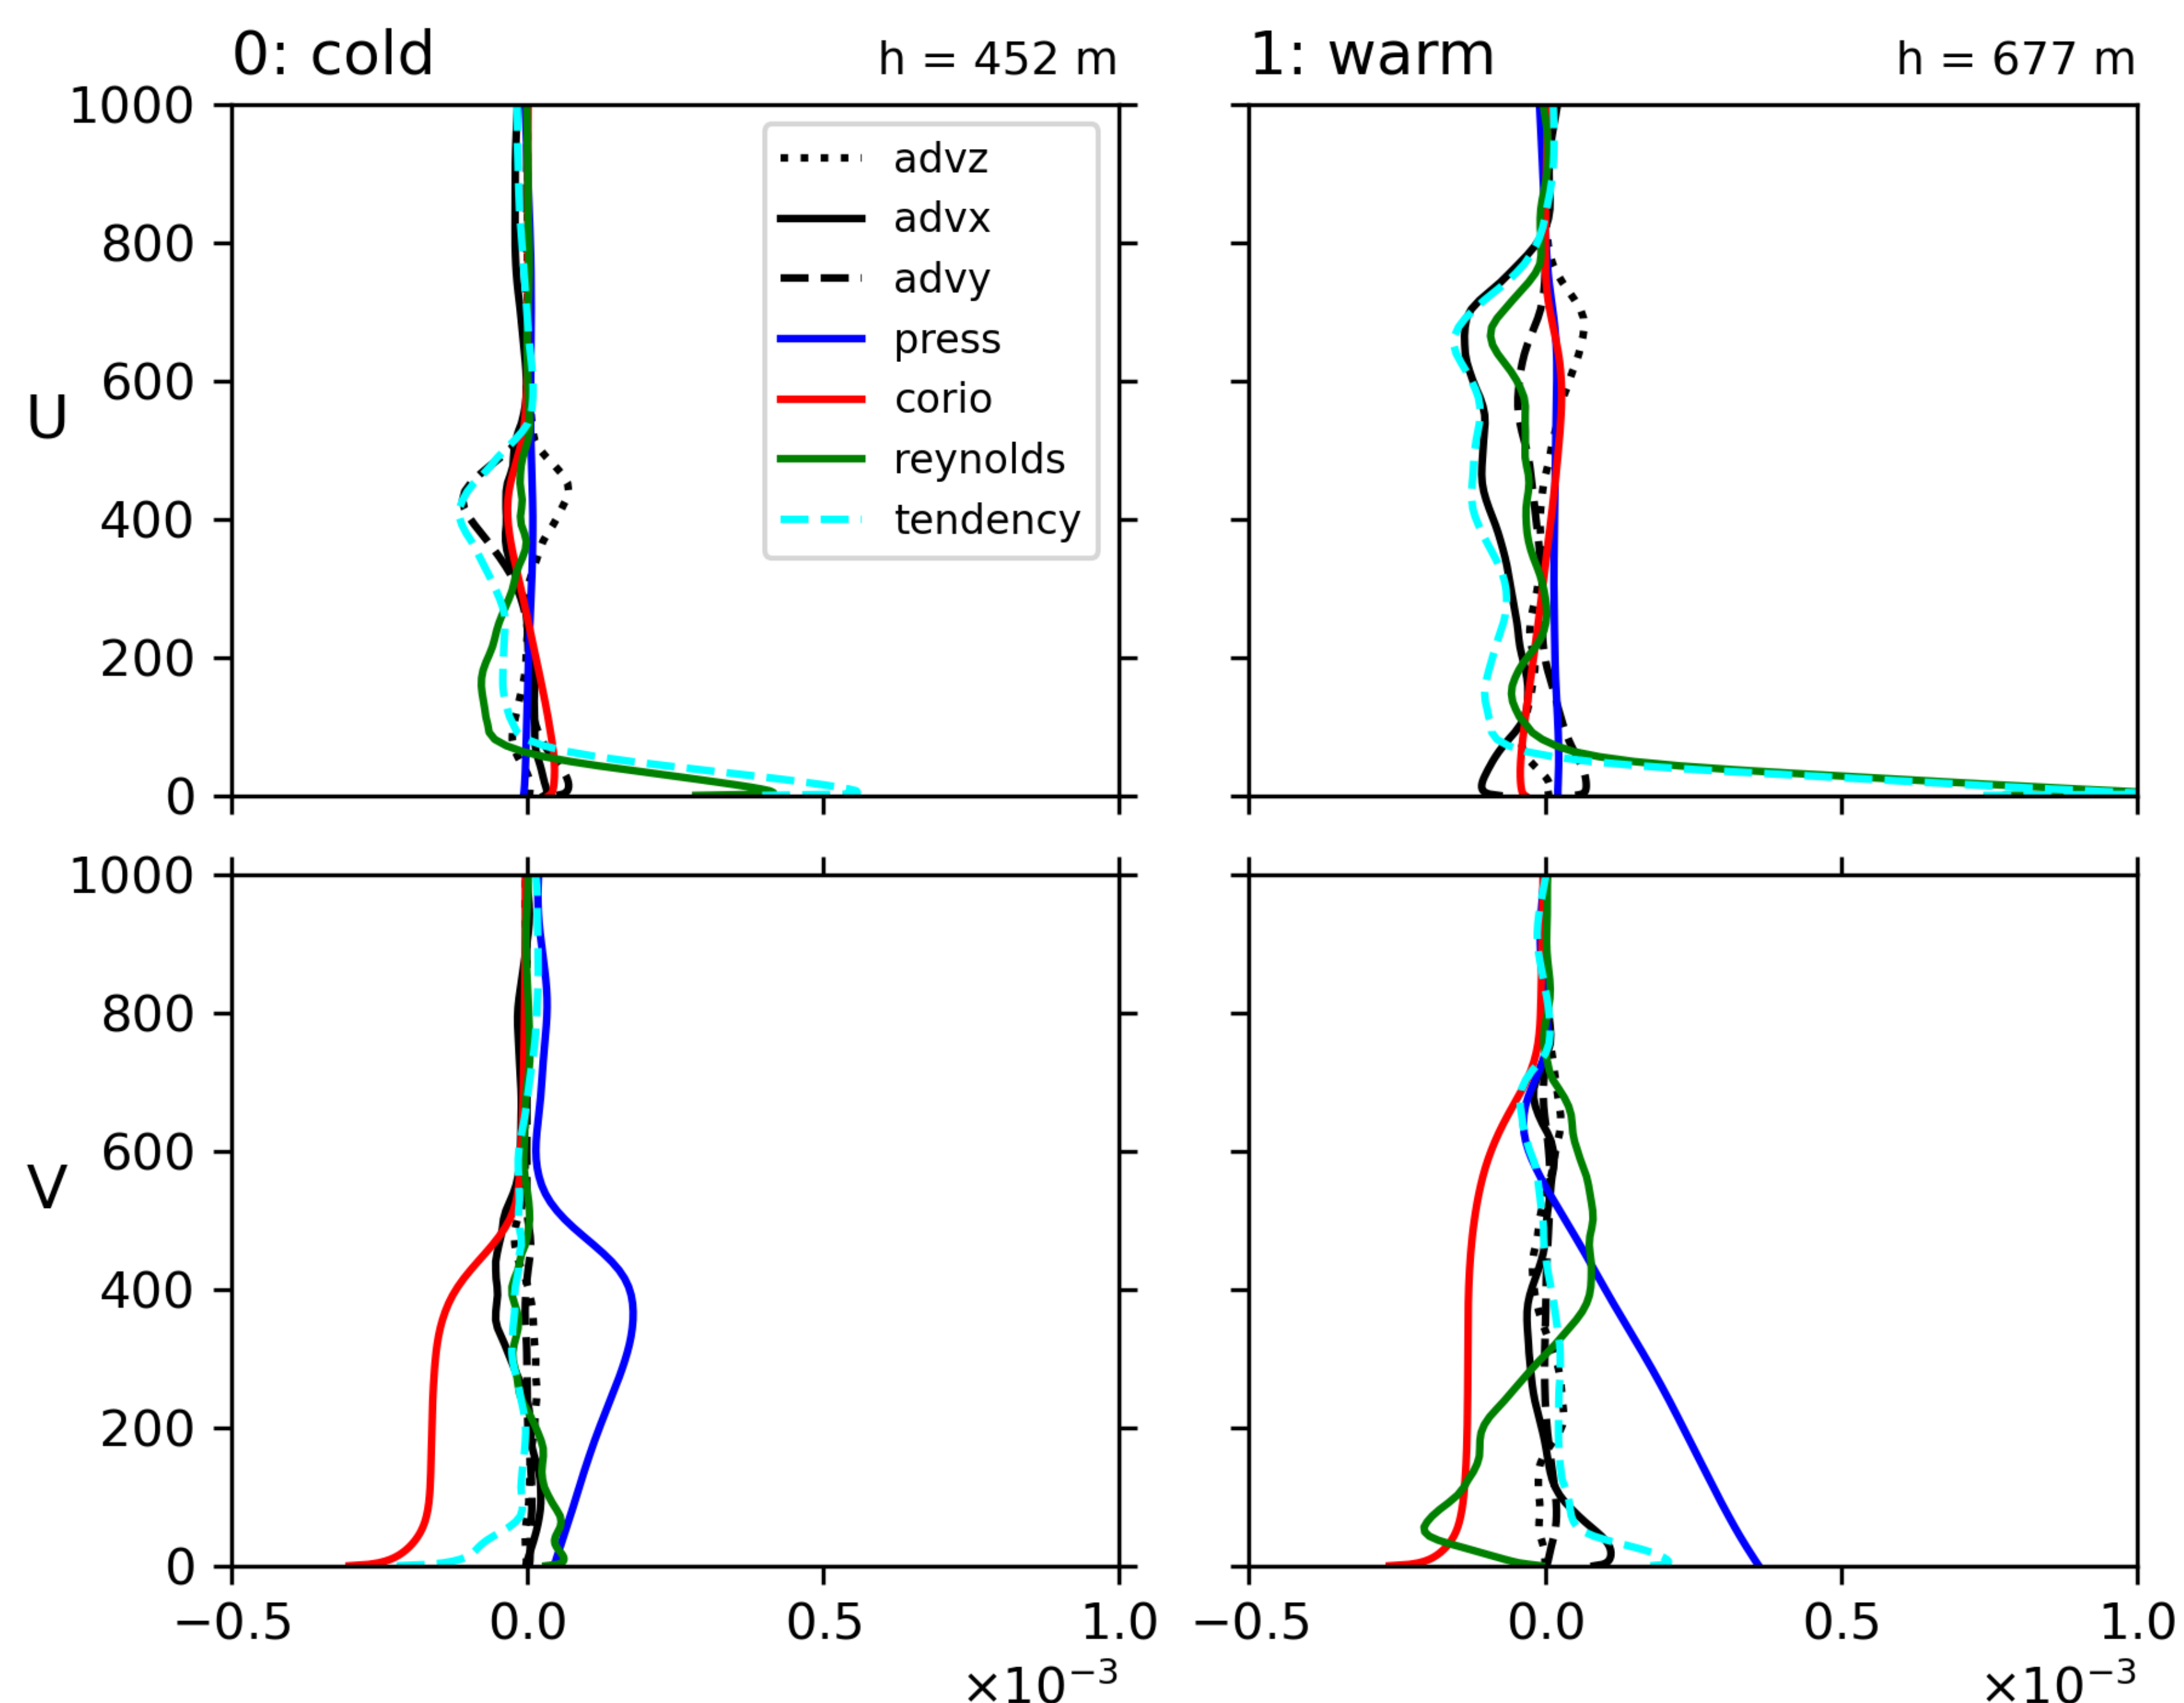 0: cold
h = 452 m
1: warm
h = 677 m
U
1000
800
600
400
200
0
advz
advx
advy
press
corio
reynolds
tendency
V
1000
800
600
400
200
0
−0.5
0.0
0.5
1.0
×10⁻³
−0.5
0.0
0.5
1.0
×10⁻³